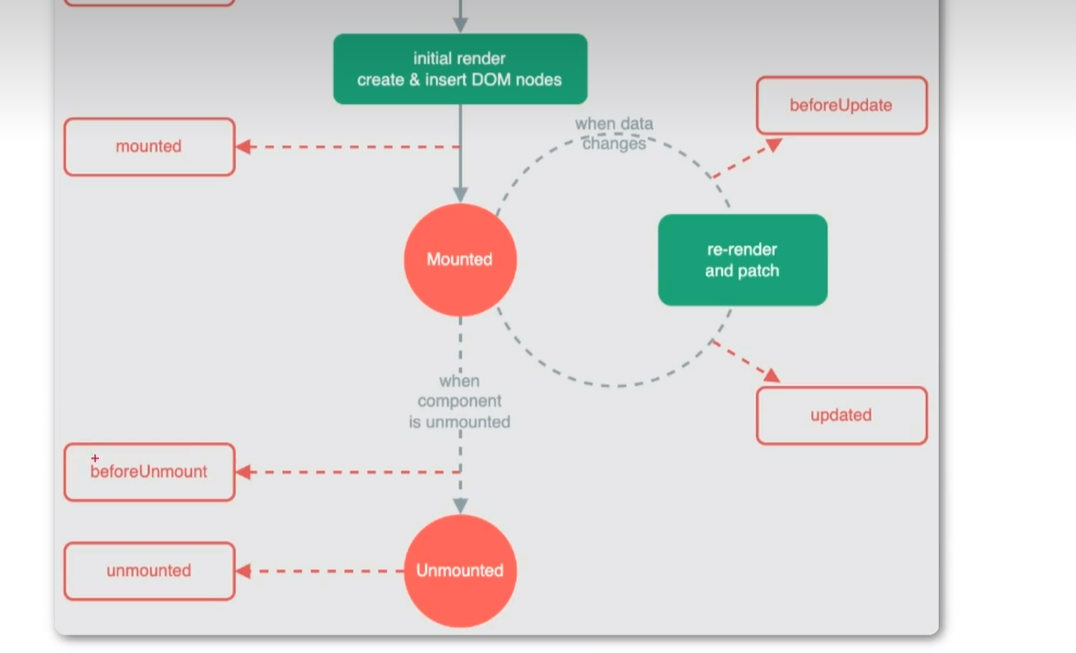 initial render
create & insert DOM nodes
beforeUpdate
when data
changes
mounted
Mounted
re-render
and patch
when
component
is unmounted
updated
beforeUnmount
unmounted
Unmounted